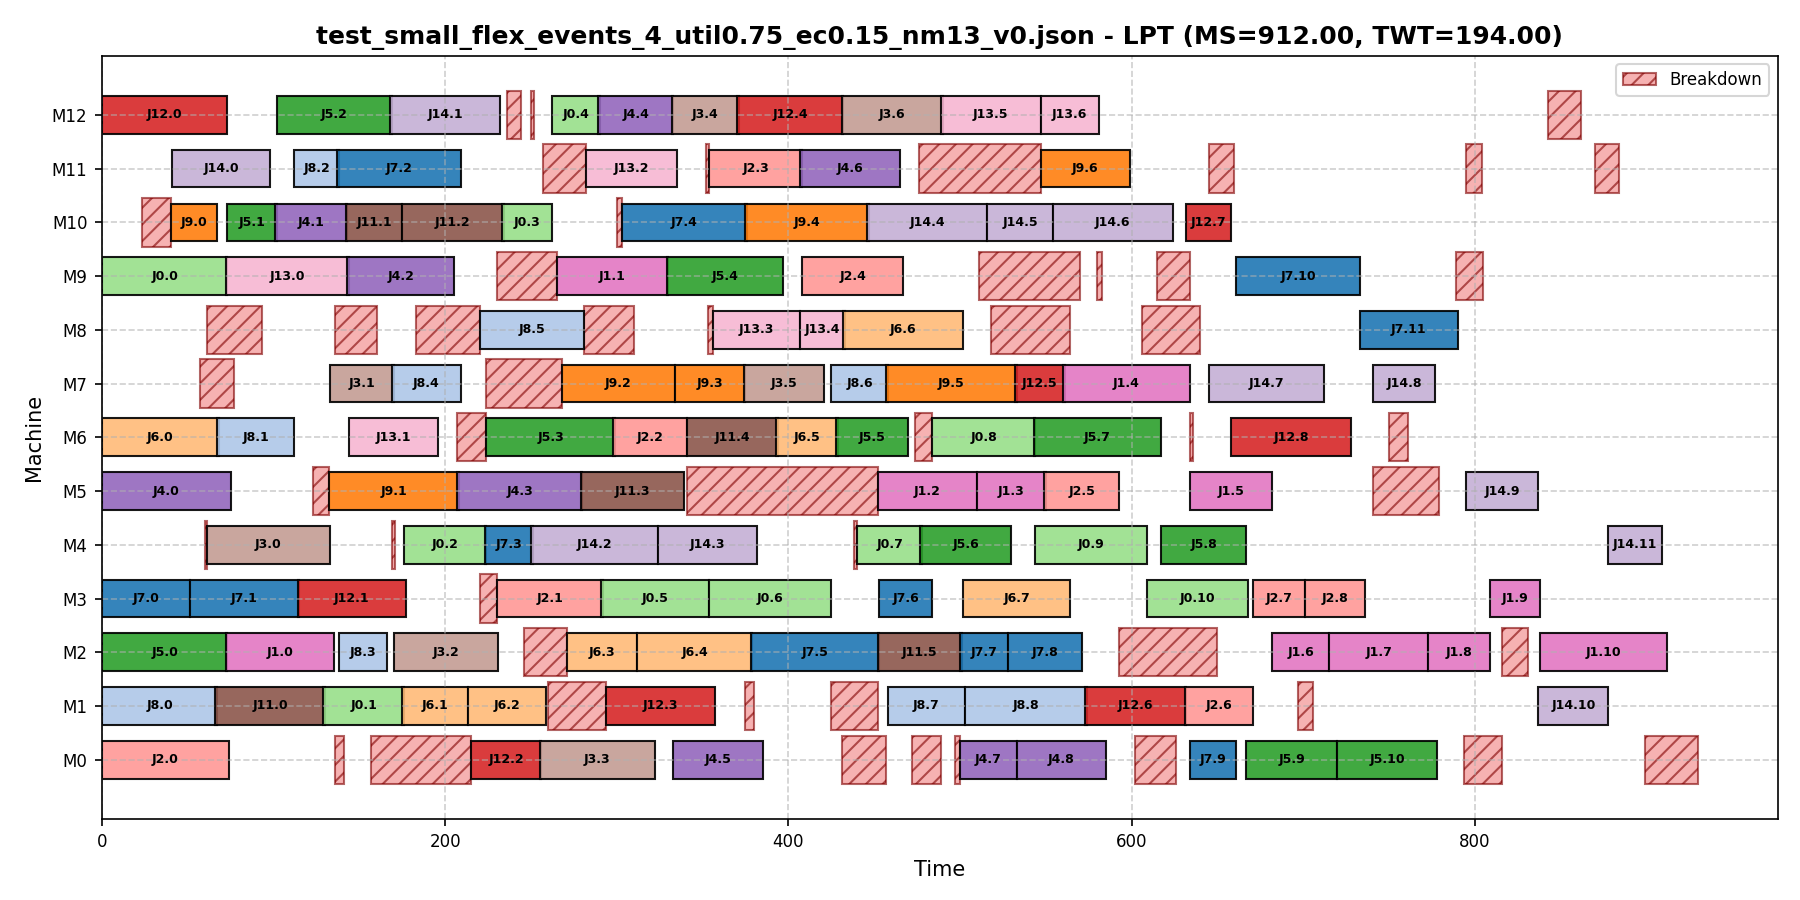 test_small_flex_events_4_util0.75_ec0.15_nm13_v0.json - LPT (MS=912.00, TWT=194.00)
Breakdown
M12 J12.0 J5.2 J14.1 J0.4 J4.4 J3.4 J12.4 J3.6 J13.5 J13.6
M11 J14.0 J8.2 J7.2 J13.2 J2.3 J4.6 J9.6
M10 J9.0 J5.1 J4.1 J11.1 J11.2 J0.3 J7.4 J9.4 J14.4 J14.5 J14.6 J12.7
M9 J0.0 J13.0 J4.2 J1.1 J5.4 J2.4 J7.10
M8 J8.5 J13.3 J13.4 J6.6 J7.11
M7 J3.1 J8.4 J9.2 J9.3 J3.5 J8.6 J9.5 J12.5 J1.4 J14.7 J14.8
M6 J6.0 J8.1 J13.1 J5.3 J2.2 J11.4 J6.5 J5.5 J0.8 J5.7 J12.8
M5 J4.0 J9.1 J4.3 J11.3 J1.2 J1.3 J2.5 J1.5 J14.9
M4 J3.0 J0.2 J7.3 J14.2 J14.3 J0.7 J5.6 J0.9 J5.8 J14.11
M3 J7.0 J7.1 J12.1 J2.1 J0.5 J0.6 J7.6 J6.7 J0.10 J2.7 J2.8 J1.9
M2 J5.0 J1.0 J8.3 J3.2 J6.3 J6.4 J7.5 J11.5 J7.7 J7.8 J1.6 J1.7 J1.8 J1.10
M1 J8.0 J11.0 J0.1 J6.1 J6.2 J12.3 J8.7 J8.8 J12.6 J2.6 J14.10
M0 J2.0 J12.2 J3.3 J4.5 J4.7 J4.8 J7.9 J5.9 J5.10
Machine
0 200 400 600 800
Time